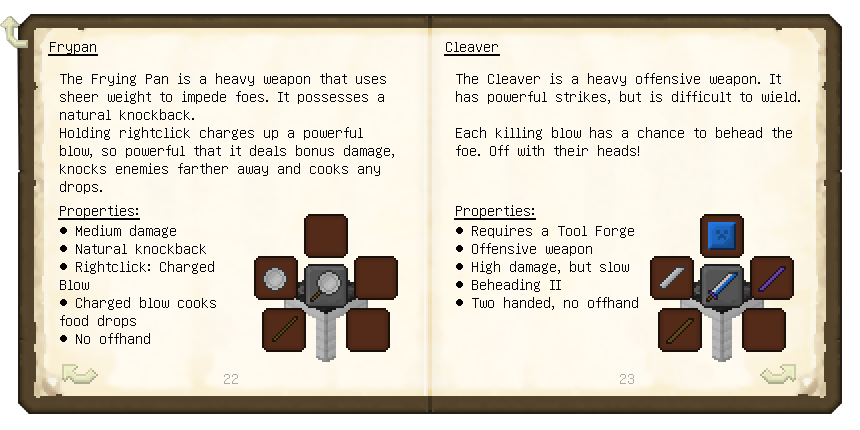 Frypan
The Frying Pan is a heavy weapon that uses
sheer weight to impede foes. It possesses a
natural knockback.
Holding rightclick charges up a powerful
blow, so powerful that it deals bonus damage,
knocks enemies farther away and cooks any
drops.
Properties:
● Medium damage
● Natural knockback
● Rightclick: Charged
Blow
● Charged blow cooks
food drops
● No offhand
22
Cleaver
The Cleaver is a heavy offensive weapon. It
has powerful strikes, but is difficult to wield.
Each killing blow has a chance to behead the
foe. Off with their heads!
Properties:
● Requires a Tool Forge
● Offensive weapon
● High damage, but slow
● Beheading II
● Two handed, no offhand
23